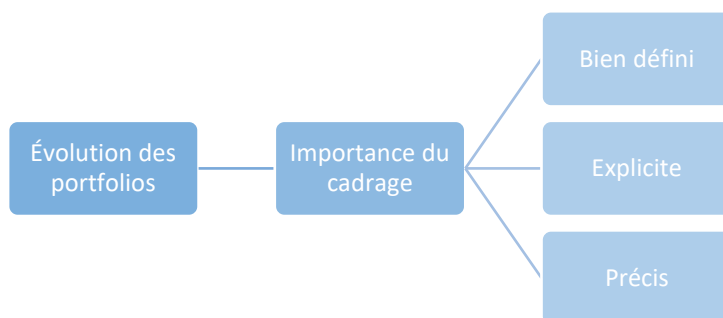 Évolution des
portfolios
Importance du
cadrage
Bien défini
Explicite
Précis